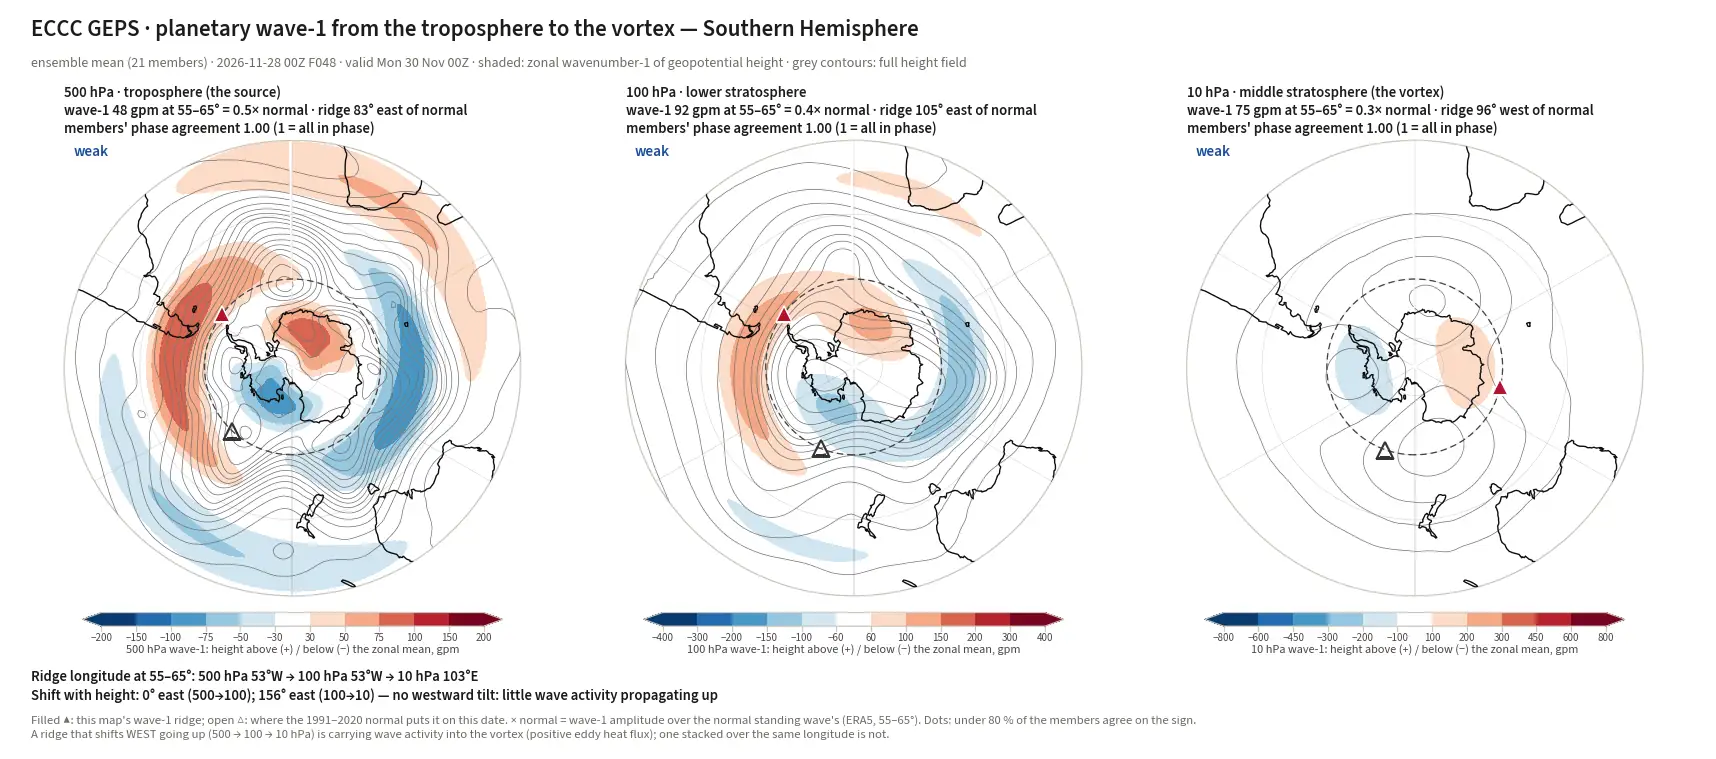 ECCC GEPS · planetary wave-1 from the troposphere to the vortex — Southern Hemisphere
ensemble mean (21 members) · 2026-11-28 00Z F048 · valid Mon 30 Nov 00Z · shaded: zonal wavenumber-1 of geopotential height · grey contours: full height field
500 hPa · troposphere (the source)
wave-1 48 gpm at 55–65° = 0.5× normal · ridge 83° east of normal
members' phase agreement 1.00 (1 = all in phase)
weak
100 hPa · lower stratosphere
wave-1 92 gpm at 55–65° = 0.4× normal · ridge 105° east of normal
members' phase agreement 1.00 (1 = all in phase)
weak
10 hPa · middle stratosphere (the vortex)
wave-1 75 gpm at 55–65° = 0.3× normal · ridge 96° west of normal
members' phase agreement 1.00 (1 = all in phase)
weak
−200 −150 −100 −75 −50 −30 30 50 75 100 150 200
500 hPa wave-1: height above (+) / below (−) the zonal mean, gpm
−400 −300 −200 −150 −100 −60 60 100 150 200 300 400
100 hPa wave-1: height above (+) / below (−) the zonal mean, gpm
−800 −600 −450 −300 −200 −100 100 200 300 450 600 800
10 hPa wave-1: height above (+) / below (−) the zonal mean, gpm
Ridge longitude at 55–65°: 500 hPa 53°W → 100 hPa 53°W → 10 hPa 103°E
Shift with height: 0° east (500→100); 156° east (100→10) — no westward tilt: little wave activity propagating up
Filled ▲: this map's wave-1 ridge; open △: where the 1991–2020 normal puts it on this date. × normal = wave-1 amplitude over the normal standing wave's (ERA5, 55–65°). Dots: under 80 % of the members agree on the sign.
A ridge that shifts WEST going up (500 → 100 → 10 hPa) is carrying wave activity into the vortex (positive eddy heat flux); one stacked over the same longitude is not.